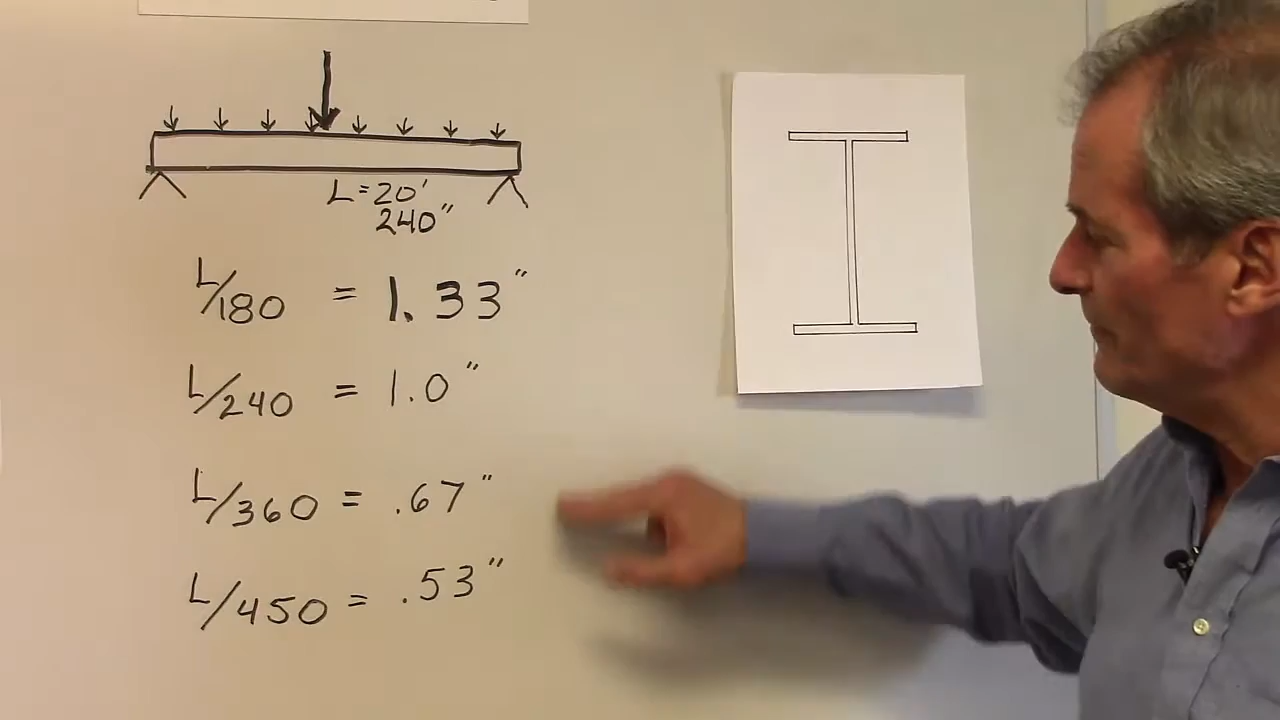 L=20'
240"
L/180 = 1.33"
L/240 = 1.0"
L/360 = .67"
L/450 = .53"